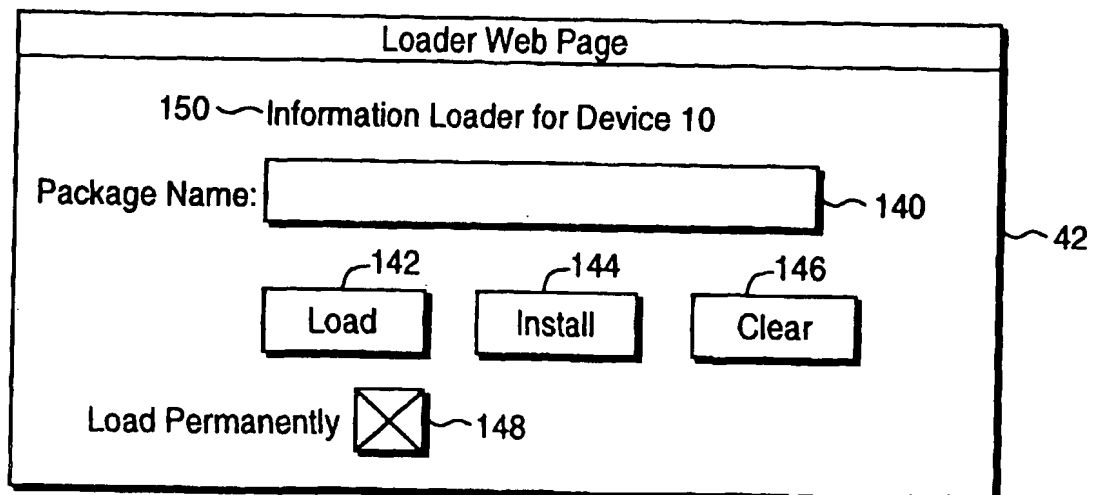 Loader Web Page
150 Information Loader for Device 10
Package Name: 140
42
142 144 146
Load Install Clear
Load Permanently 148